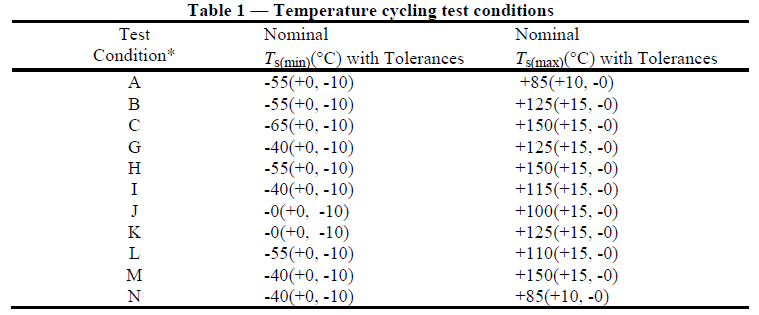 Table 1 — Temperature cycling test conditions
Test Condition* Nominal Ts(min)(°C) with Tolerances Nominal Ts(max)(°C) with Tolerances
A -55(+0, -10) +85(+10, -0)
B -55(+0, -10) +125(+15, -0)
C -65(+0, -10) +150(+15, -0)
G -40(+0, -10) +125(+15, -0)
H -55(+0, -10) +150(+15, -0)
I -40(+0, -10) +115(+15, -0)
J -0(+0, -10) +100(+15, -0)
K -0(+0, -10) +125(+15, -0)
L -55(+0, -10) +110(+15, -0)
M -40(+0, -10) +150(+15, -0)
N -40(+0, -10) +85(+10, -0)